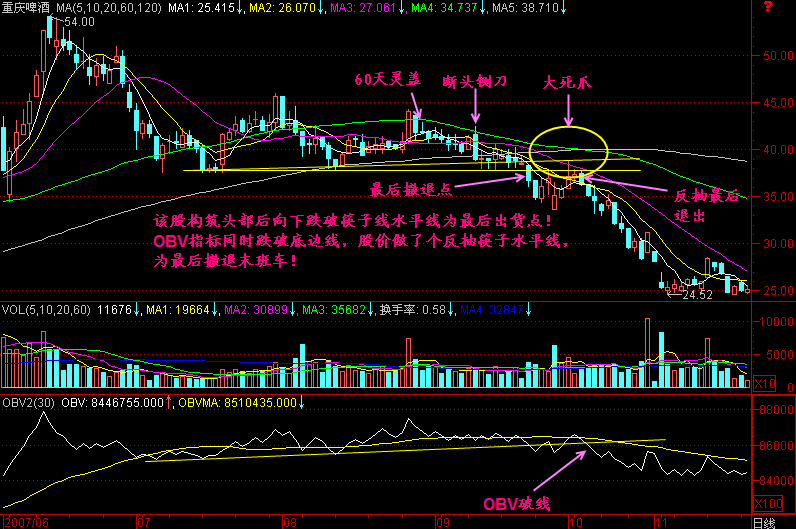 重庆啤酒 MA(5,10,20,60,120) MA1: 25.415↓, MA2: 26.070↓, MA3: 27.061↓, MA4: 34.737↓, MA5: 38.710↓
?
54.00
50.00
60天灵盖
断头铡刀
大死爪
45.00
40.00
最后撤退点
反抽最后
退出
35.00
该股构筑头部后向下跌破筷子线水平线为最后出货点!
OBV指标同时跌破底边线，股价做了个反抽筷子水平线，
为最后撤退末班车!
30.00
24.52
25.00
VOL(5,10,20,60) 11676↓, MA1: 19664↓, MA2: 30899↓, MA3: 35682↓, 换手率: 0.58↓, MA4: 32847↓
10000
5000
X10
0
OBV2(30) OBV: 8446755.000↑, OBVMA: 8510435.000↓
88000
86000
84000
OBV破线
X100
2007/06 07 08 09 10 11 日线